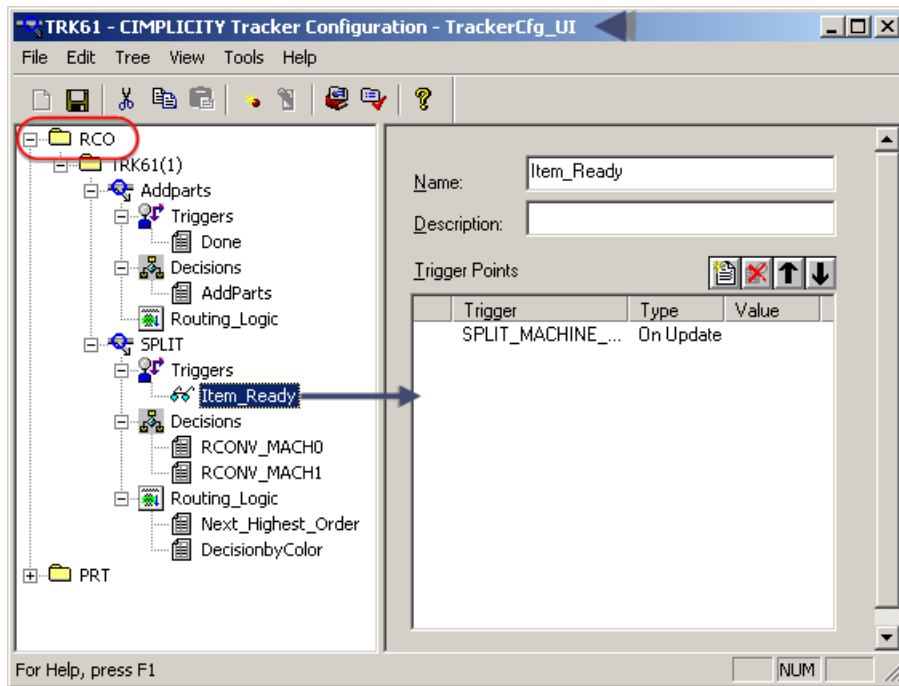 TRK61 - CIMPLICITY Tracker Configuration - TrackerCfg_UI
File Edit Tree View Tools Help
RCO
TRK61(1)
Addparts
Triggers
Done
Decisions
AddParts
Routing_Logic
SPLIT
Triggers
Item_Ready
Decisions
RCONV_MACH0
RCONV_MACH1
Routing_Logic
Next_Highest_Order
DecisionbyColor
PRT
Name: Item_Ready
Description:
Trigger Points
Trigger Type Value
SPLIT_MACHINE_... On Update
For Help, press F1
NUM